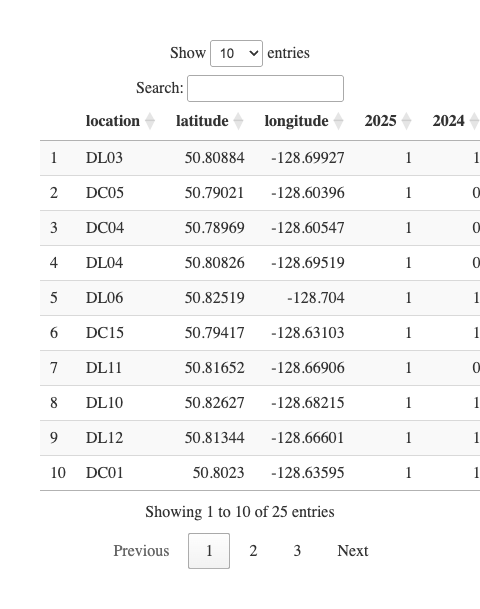 Show 10 entries
Search:
location latitude longitude 2025 2024
1 DL03 50.80884 -128.69927 1 1
2 DC05 50.79021 -128.60396 1 0
3 DC04 50.78969 -128.60547 1 0
4 DL04 50.80826 -128.69519 1 0
5 DL06 50.82519 -128.704 1 1
6 DC15 50.79417 -128.63103 1 1
7 DL11 50.81652 -128.66906 1 0
8 DL10 50.82627 -128.68215 1 1
9 DL12 50.81344 -128.66601 1 1
10 DC01 50.8023 -128.63595 1 1
Showing 1 to 10 of 25 entries
Previous 1 2 3 Next